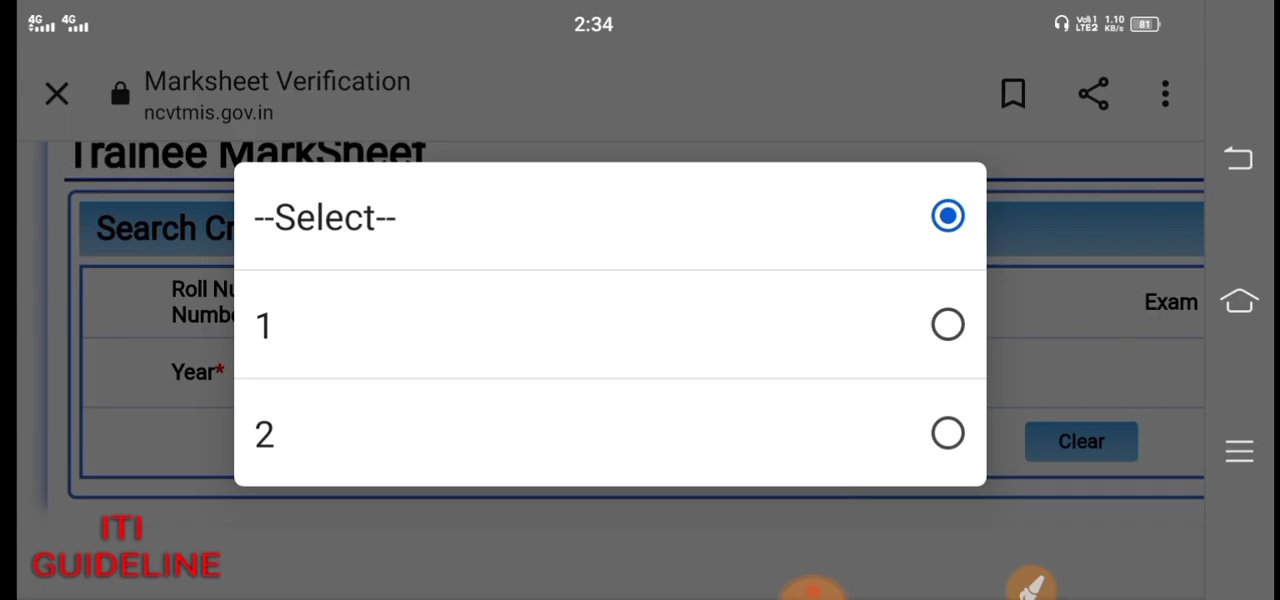 4G 4G
2:34
Vo)) 1
LTE2
1.10
KB/s
81
Marksheet Verification
ncvtmis.gov.in
Trainee MarkSheet
--Select--
Search Cr
1
Roll Nu
Numbe
Exam
Year*
2
Clear
ITI
GUIDELINE